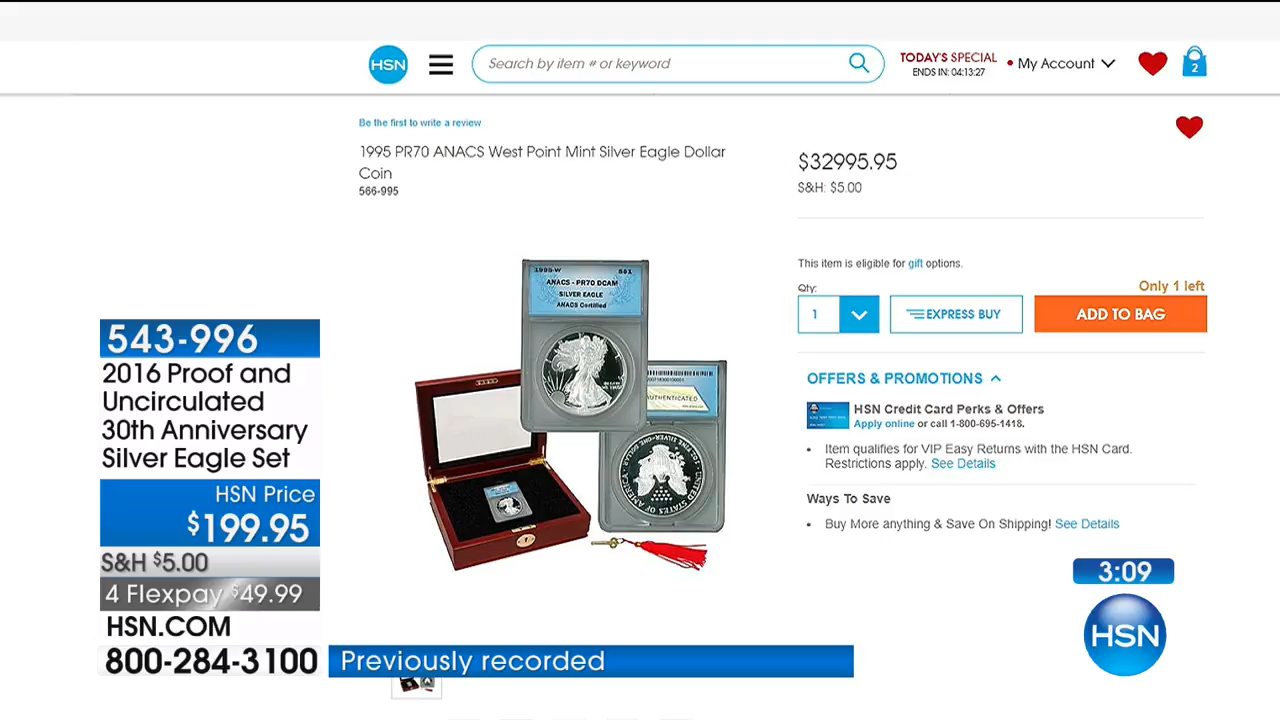 HSN
Search by item # or keyword
TODAY'S SPECIAL
ENDS IN: 04:13:27
My Account
2
Be the first to write a review
1995 PR70 ANACS West Point Mint Silver Eagle Dollar
Coin
566-995
$32995.95
S&H: $5.00
This item is eligible for gift options.
Qty:
Only 1 left
1
EXPRESS BUY
ADD TO BAG
OFFERS & PROMOTIONS
HSN Credit Card Perks & Offers
Apply online or call 1-800-695-1418.
• Item qualifies for VIP Easy Returns with the HSN Card.
Restrictions apply. See Details
Ways To Save
• Buy More anything & Save On Shipping! See Details
1995-W $1
ANACS - PR70 DCAM
SILVER EAGLE
ANACS Certified
AUTHENTICATED
543-996
2016 Proof and
Uncirculated
30th Anniversary
Silver Eagle Set
HSN Price
$199.95
S&H $5.00
4 Flexpay $49.99
HSN.COM
800-284-3100
Previously recorded
3:09
HSN